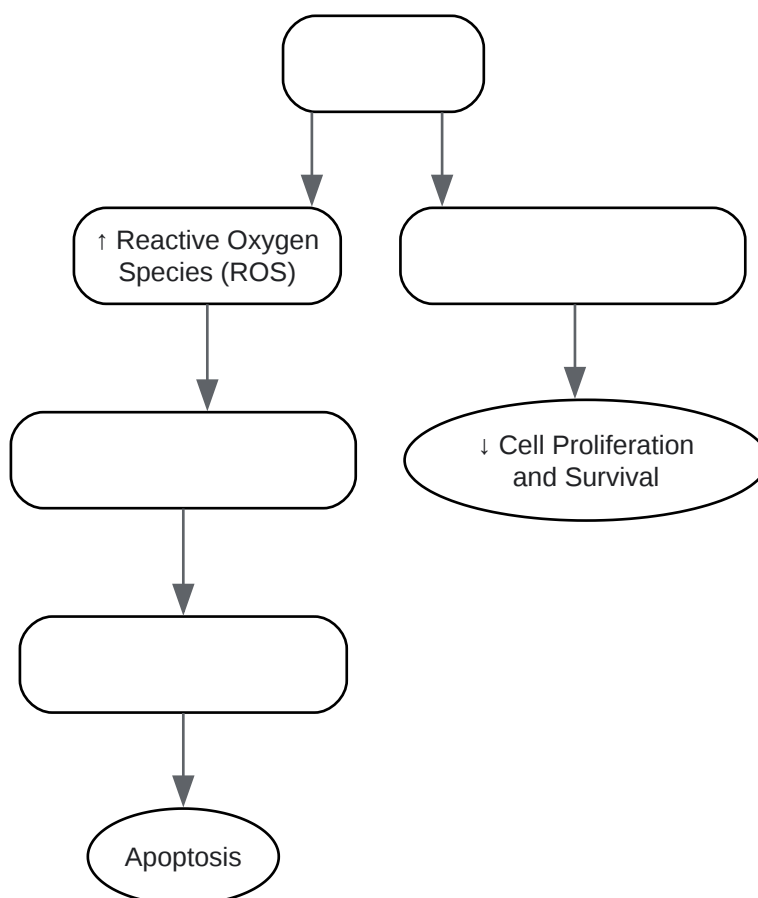 ↑ Reactive Oxygen
Species (ROS)
↓ Cell Proliferation
and Survival
Apoptosis